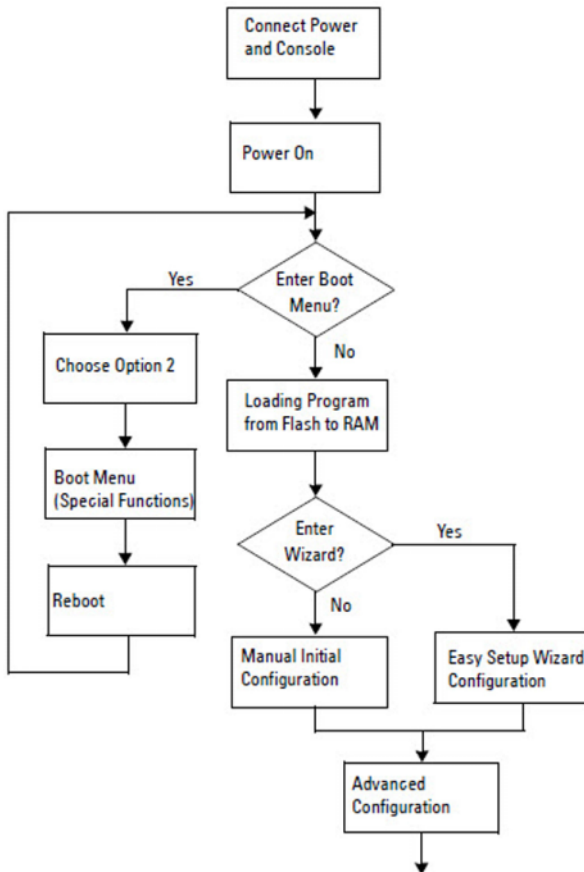 Connect Power
and Console
Power On
Enter Boot
Menu?
Yes
No
Choose Option 2
Loading Program
from Flash to RAM
Boot Menu
(Special Functions)
Enter
Wizard?
Yes
No
Reboot
Manual Initial
Configuration
Easy Setup Wizard
Configuration
Advanced
Configuration